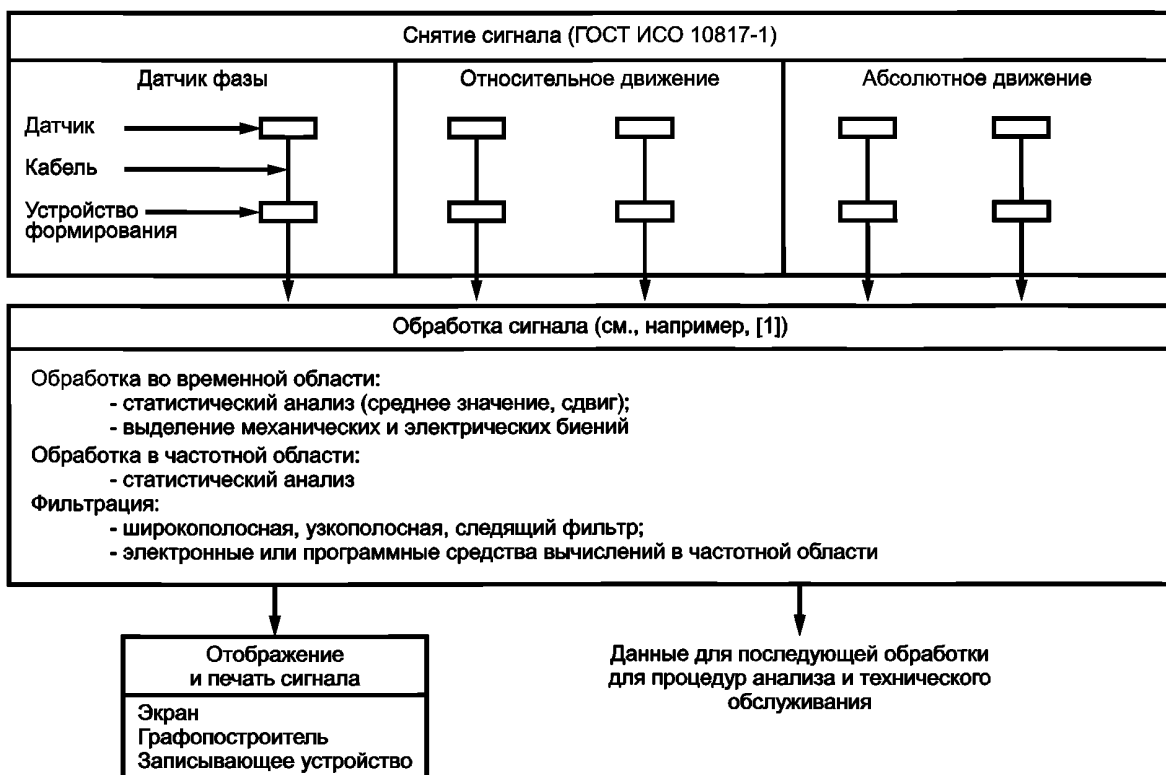 Снятие сигнала (ГОСТ ИСО 10817-1)
Датчик фазы
Относительное движение
Абсолютное движение
Датчик
Кабель
Устройство
формирования
Обработка сигнала (см., например, [1])
Обработка во временной области:
- статистический анализ (среднее значение, сдвиг);
- выделение механических и электрических биений
Обработка в частотной области:
- статистический анализ
Фильтрация:
- широкополосная, узкополосная, следящий фильтр;
- электронные или программные средства вычислений в частотной области
Отображение
и печать сигнала
Экран
Графопостроитель
Записывающее устройство
Данные для последующей обработки
для процедур анализа и технического
обслуживания